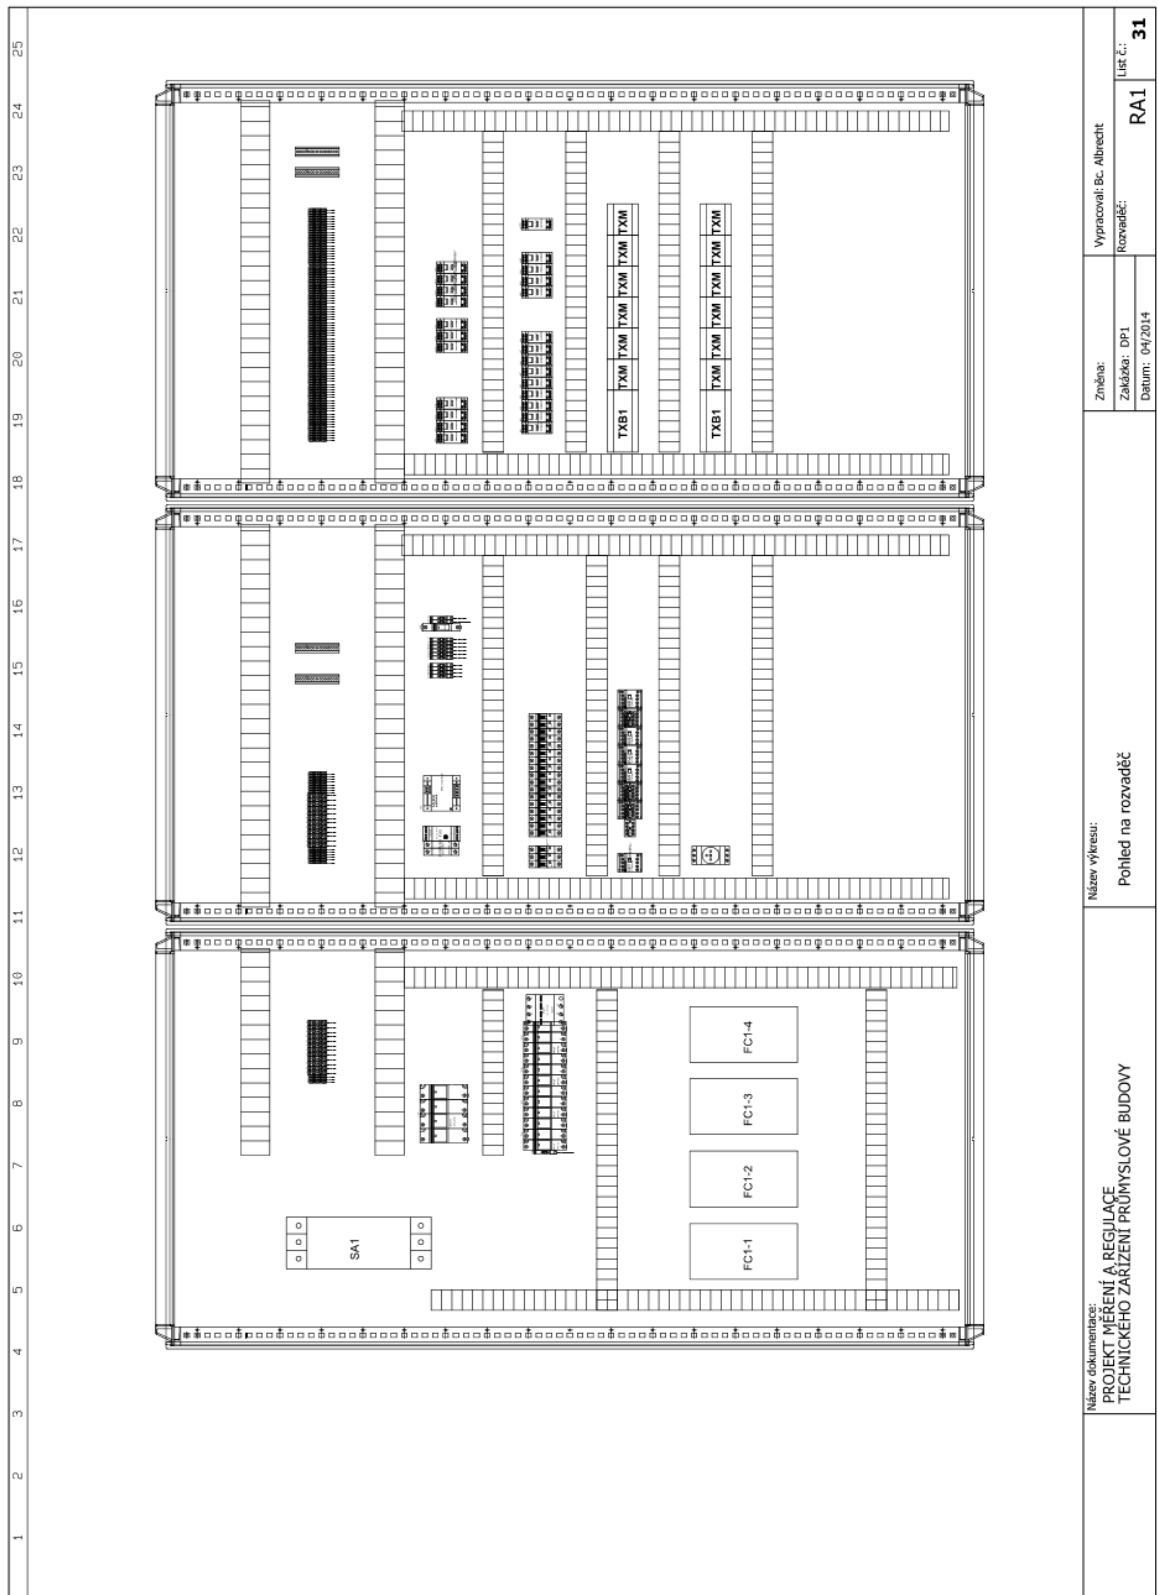 1 2 3 4 5 6 7 8 9 10 11 12 13 14 15 16 17 18 19 20 21 22 23 24 25
SA1
FC1-1
FC1-2
FC1-3
FC1-4
TXB1 TXM TXM TXM TXM TXM TXM
TXB1 TXM TXM TXM TXM TXM TXM
Název dokumentace:
PROJEKT MĚŘENÍ A REGULACE
TECHNICKÉHO ZAŘÍZENÍ PRŮMYSLOVÉ BUDOVY
Název výkresu:
Pohled na rozvaděč
Změna:
Zakázka: DP1
Datum: 04/2014
Vypracoval: Bc. Albrecht
Rozvaděč:
RA1
List č.:
31